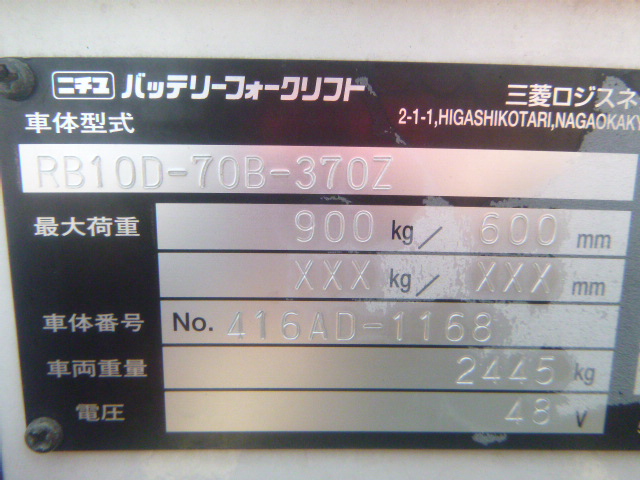 ニチユ バッテリーフォークリフト 三菱ロジスネ
車体型式 2-1-1,HIGASHIKOTARI,NAGAOKAKY
RB10D-70B-370Z
最大荷重 900 kg/ 600 mm
XXX kg/ XXX mm
車体番号 No. 416AD-1168
車両重量 2445 kg
電圧 48 V